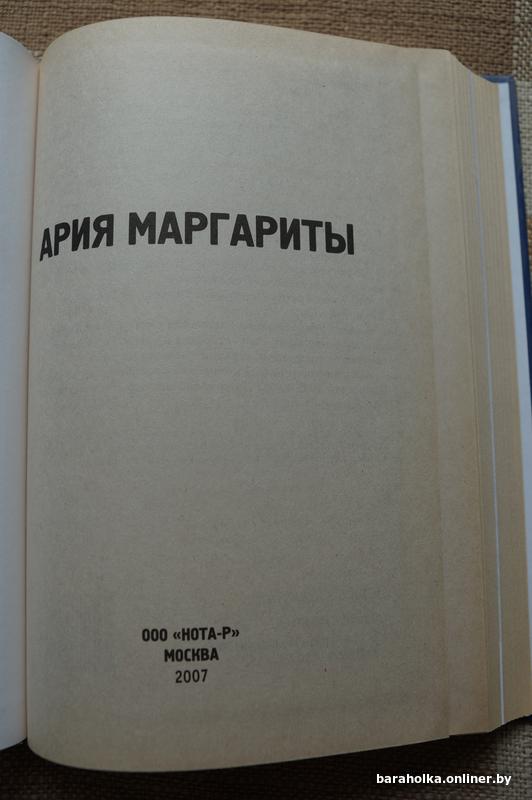 АРИЯ МАРГАРИТЫ
ООО «НОТА-Р»
МОСКВА
2007
baraholka.onliner.by